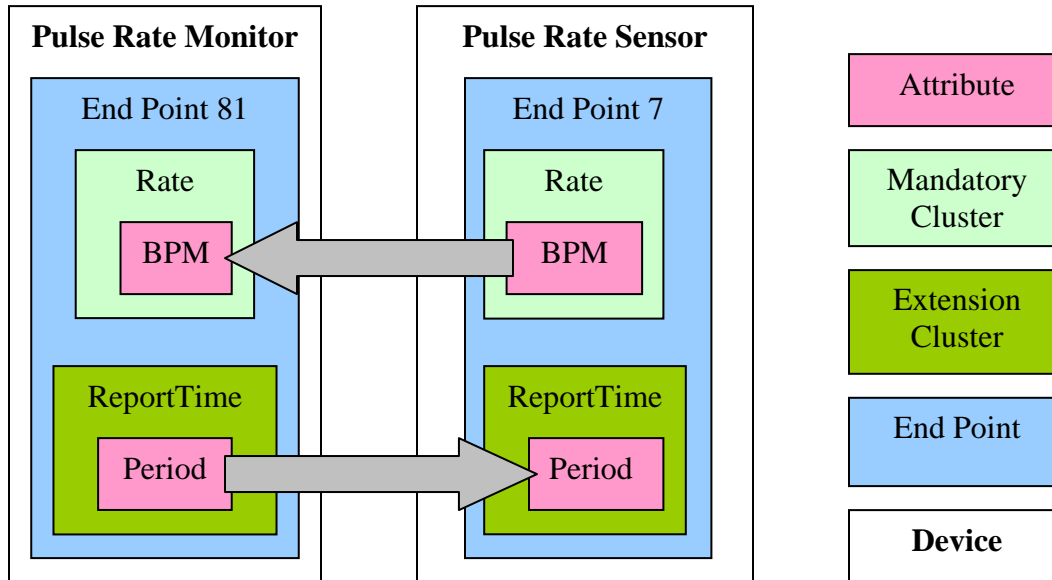 Pulse Rate Monitor
End Point 81
Rate
BPM
ReportTime
Period
Pulse Rate Sensor
End Point 7
Rate
BPM
ReportTime
Period
Attribute
Mandatory
Cluster
Extension
Cluster
End Point
Device